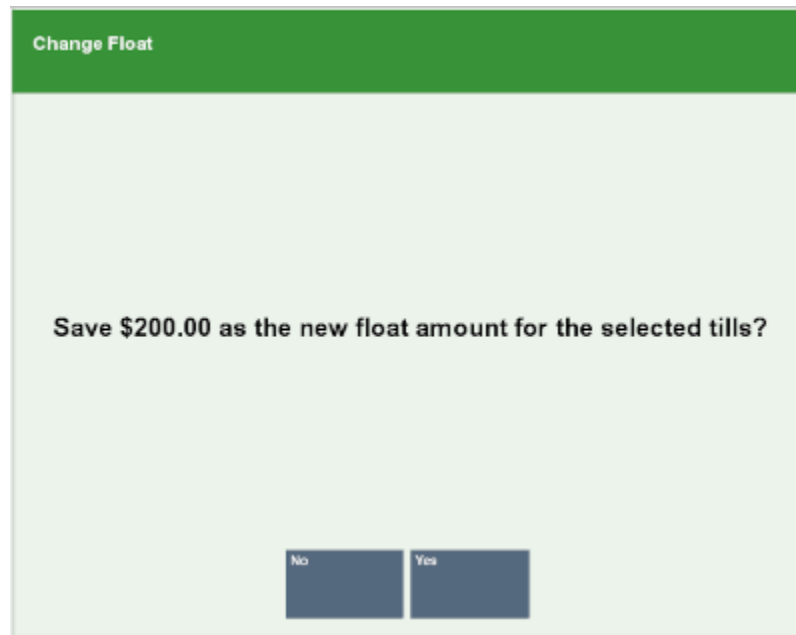 Change Float
Save $200.00 as the new float amount for the selected tills?
No
Yes